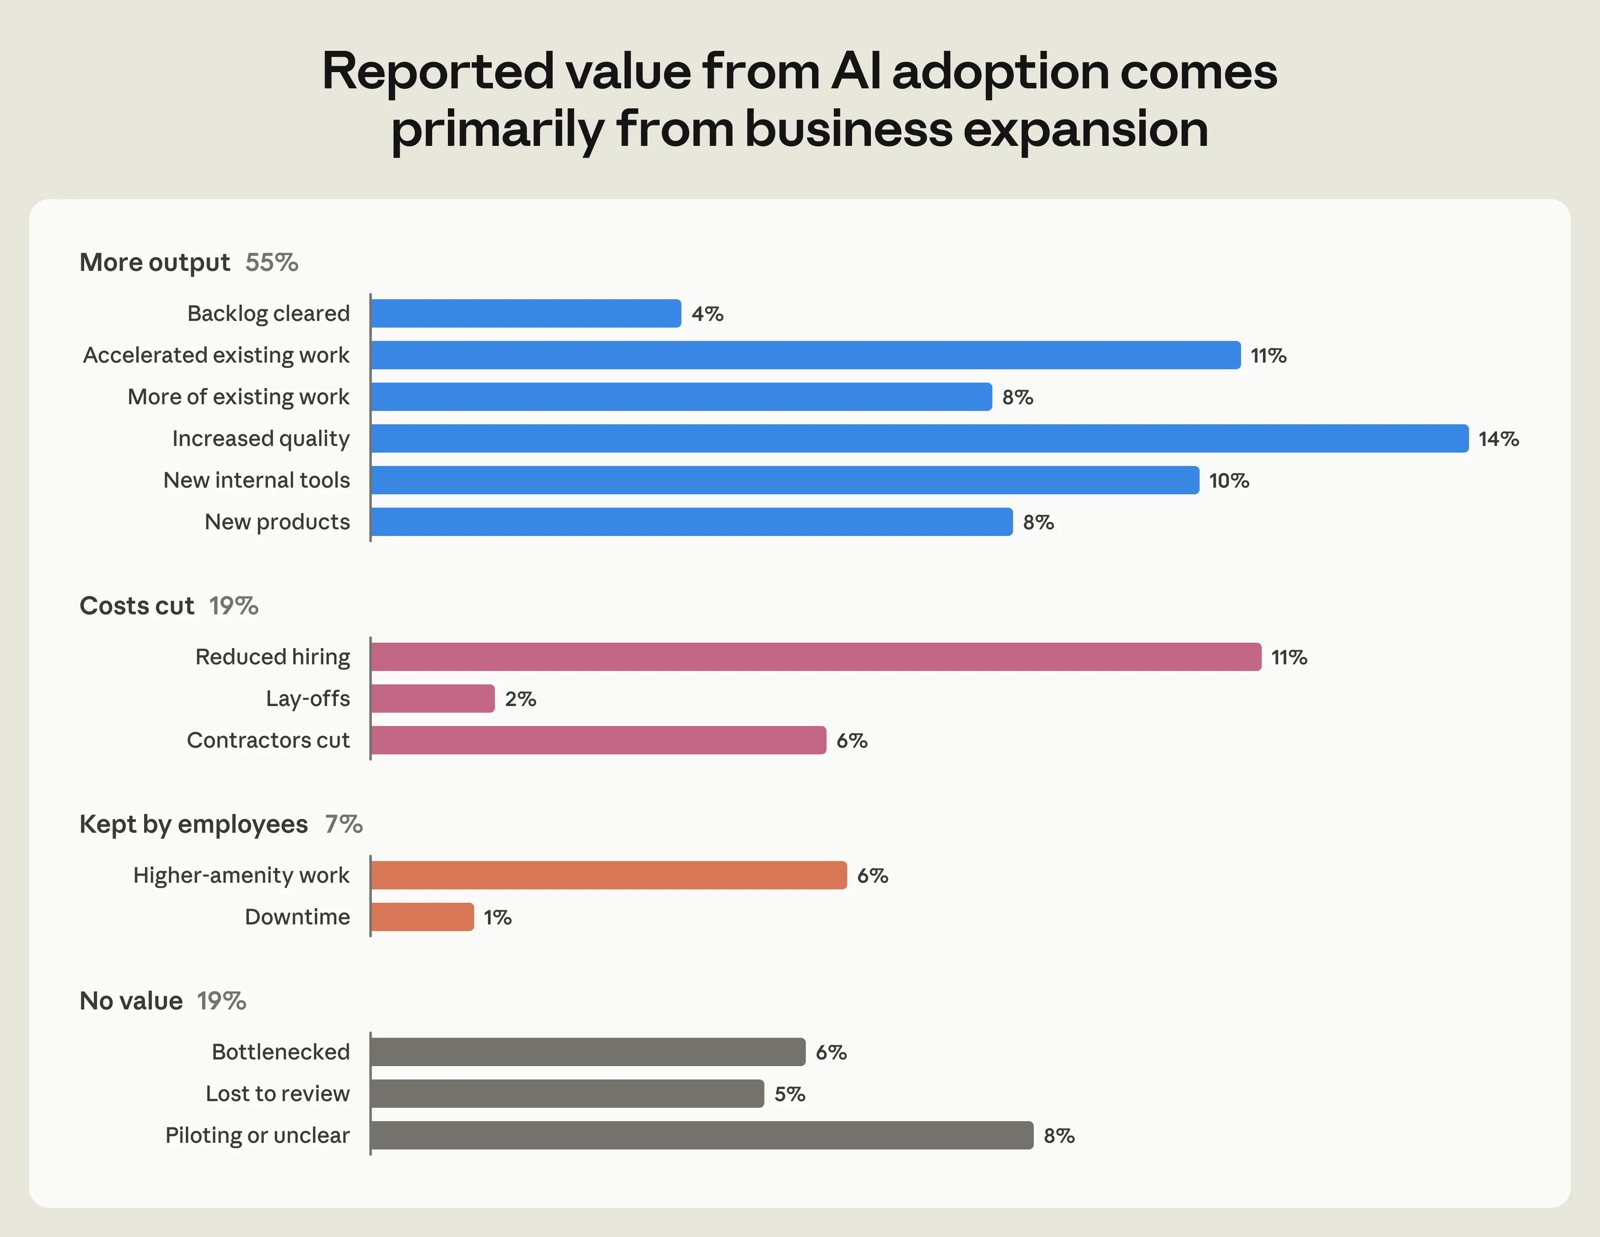 Reported value from AI adoption comes
primarily from business expansion
More output 55%
Backlog cleared 4%
Accelerated existing work 11%
More of existing work 8%
Increased quality 14%
New internal tools 10%
New products 8%
Costs cut 19%
Reduced hiring 11%
Lay-offs 2%
Contractors cut 6%
Kept by employees 7%
Higher-amenity work 6%
Downtime 1%
No value 19%
Bottlenecked 6%
Lost to review 5%
Piloting or unclear 8%